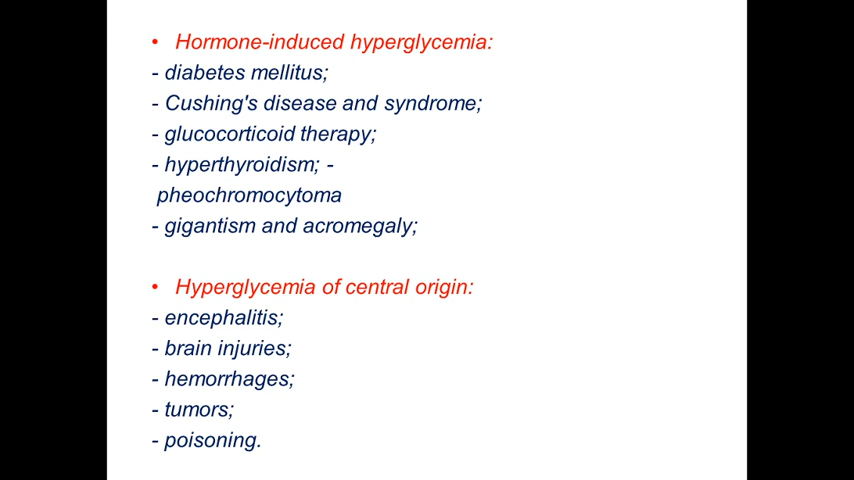 • Hormone-induced hyperglycemia:
- diabetes mellitus;
- Cushing's disease and syndrome;
- glucocorticoid therapy;
- hyperthyroidism; -
pheochromocytoma
- gigantism and acromegaly;
• Hyperglycemia of central origin:
- encephalitis;
- brain injuries;
- hemorrhages;
- tumors;
- poisoning.